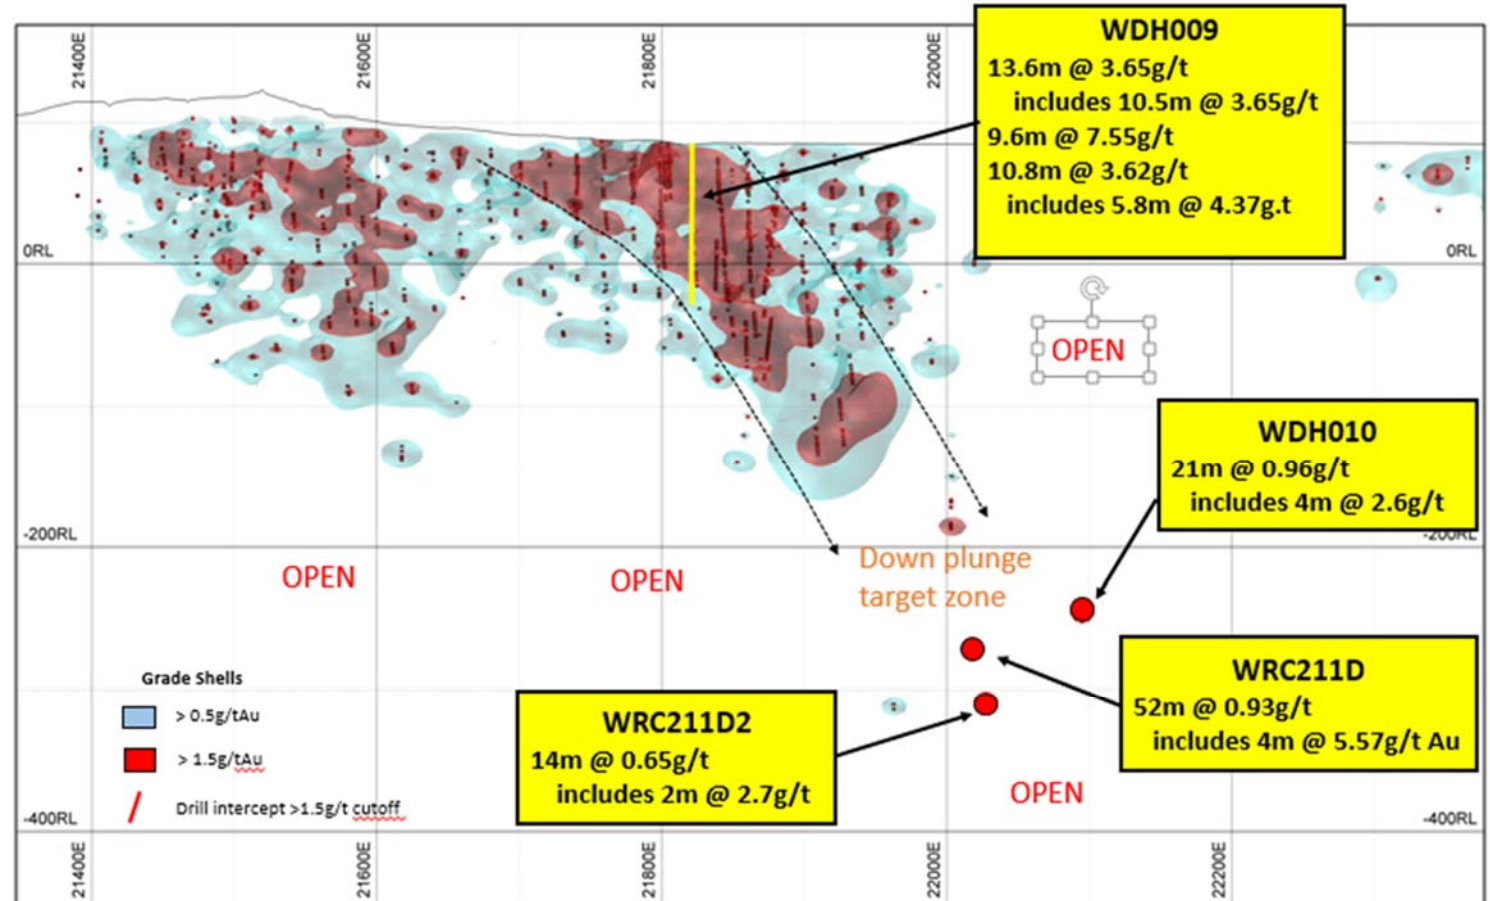 21400E
21600E
21800E
22000E
WDH009
13.6m @ 3.65g/t
includes 10.5m @ 3.65g/t
9.6m @ 7.55g/t
10.8m @ 3.62g/t
includes 5.8m @ 4.37g.t
0RL
0RL
OPEN
WDH010
21m @ 0.96g/t
includes 4m @ 2.6g/t
-200RL
-200RL
Down plunge
target zone
OPEN
OPEN
WRC211D
52m @ 0.93g/t
includes 4m @ 5.57g/t Au
Grade Shells
> 0.5g/tAu
> 1.5g/tAu
Drill intercept >1.5g/t cutoff
WRC211D2
14m @ 0.65g/t
includes 2m @ 2.7g/t
OPEN
-400RL
-400RL
21400E
21600E
21800E
22000E
22200E